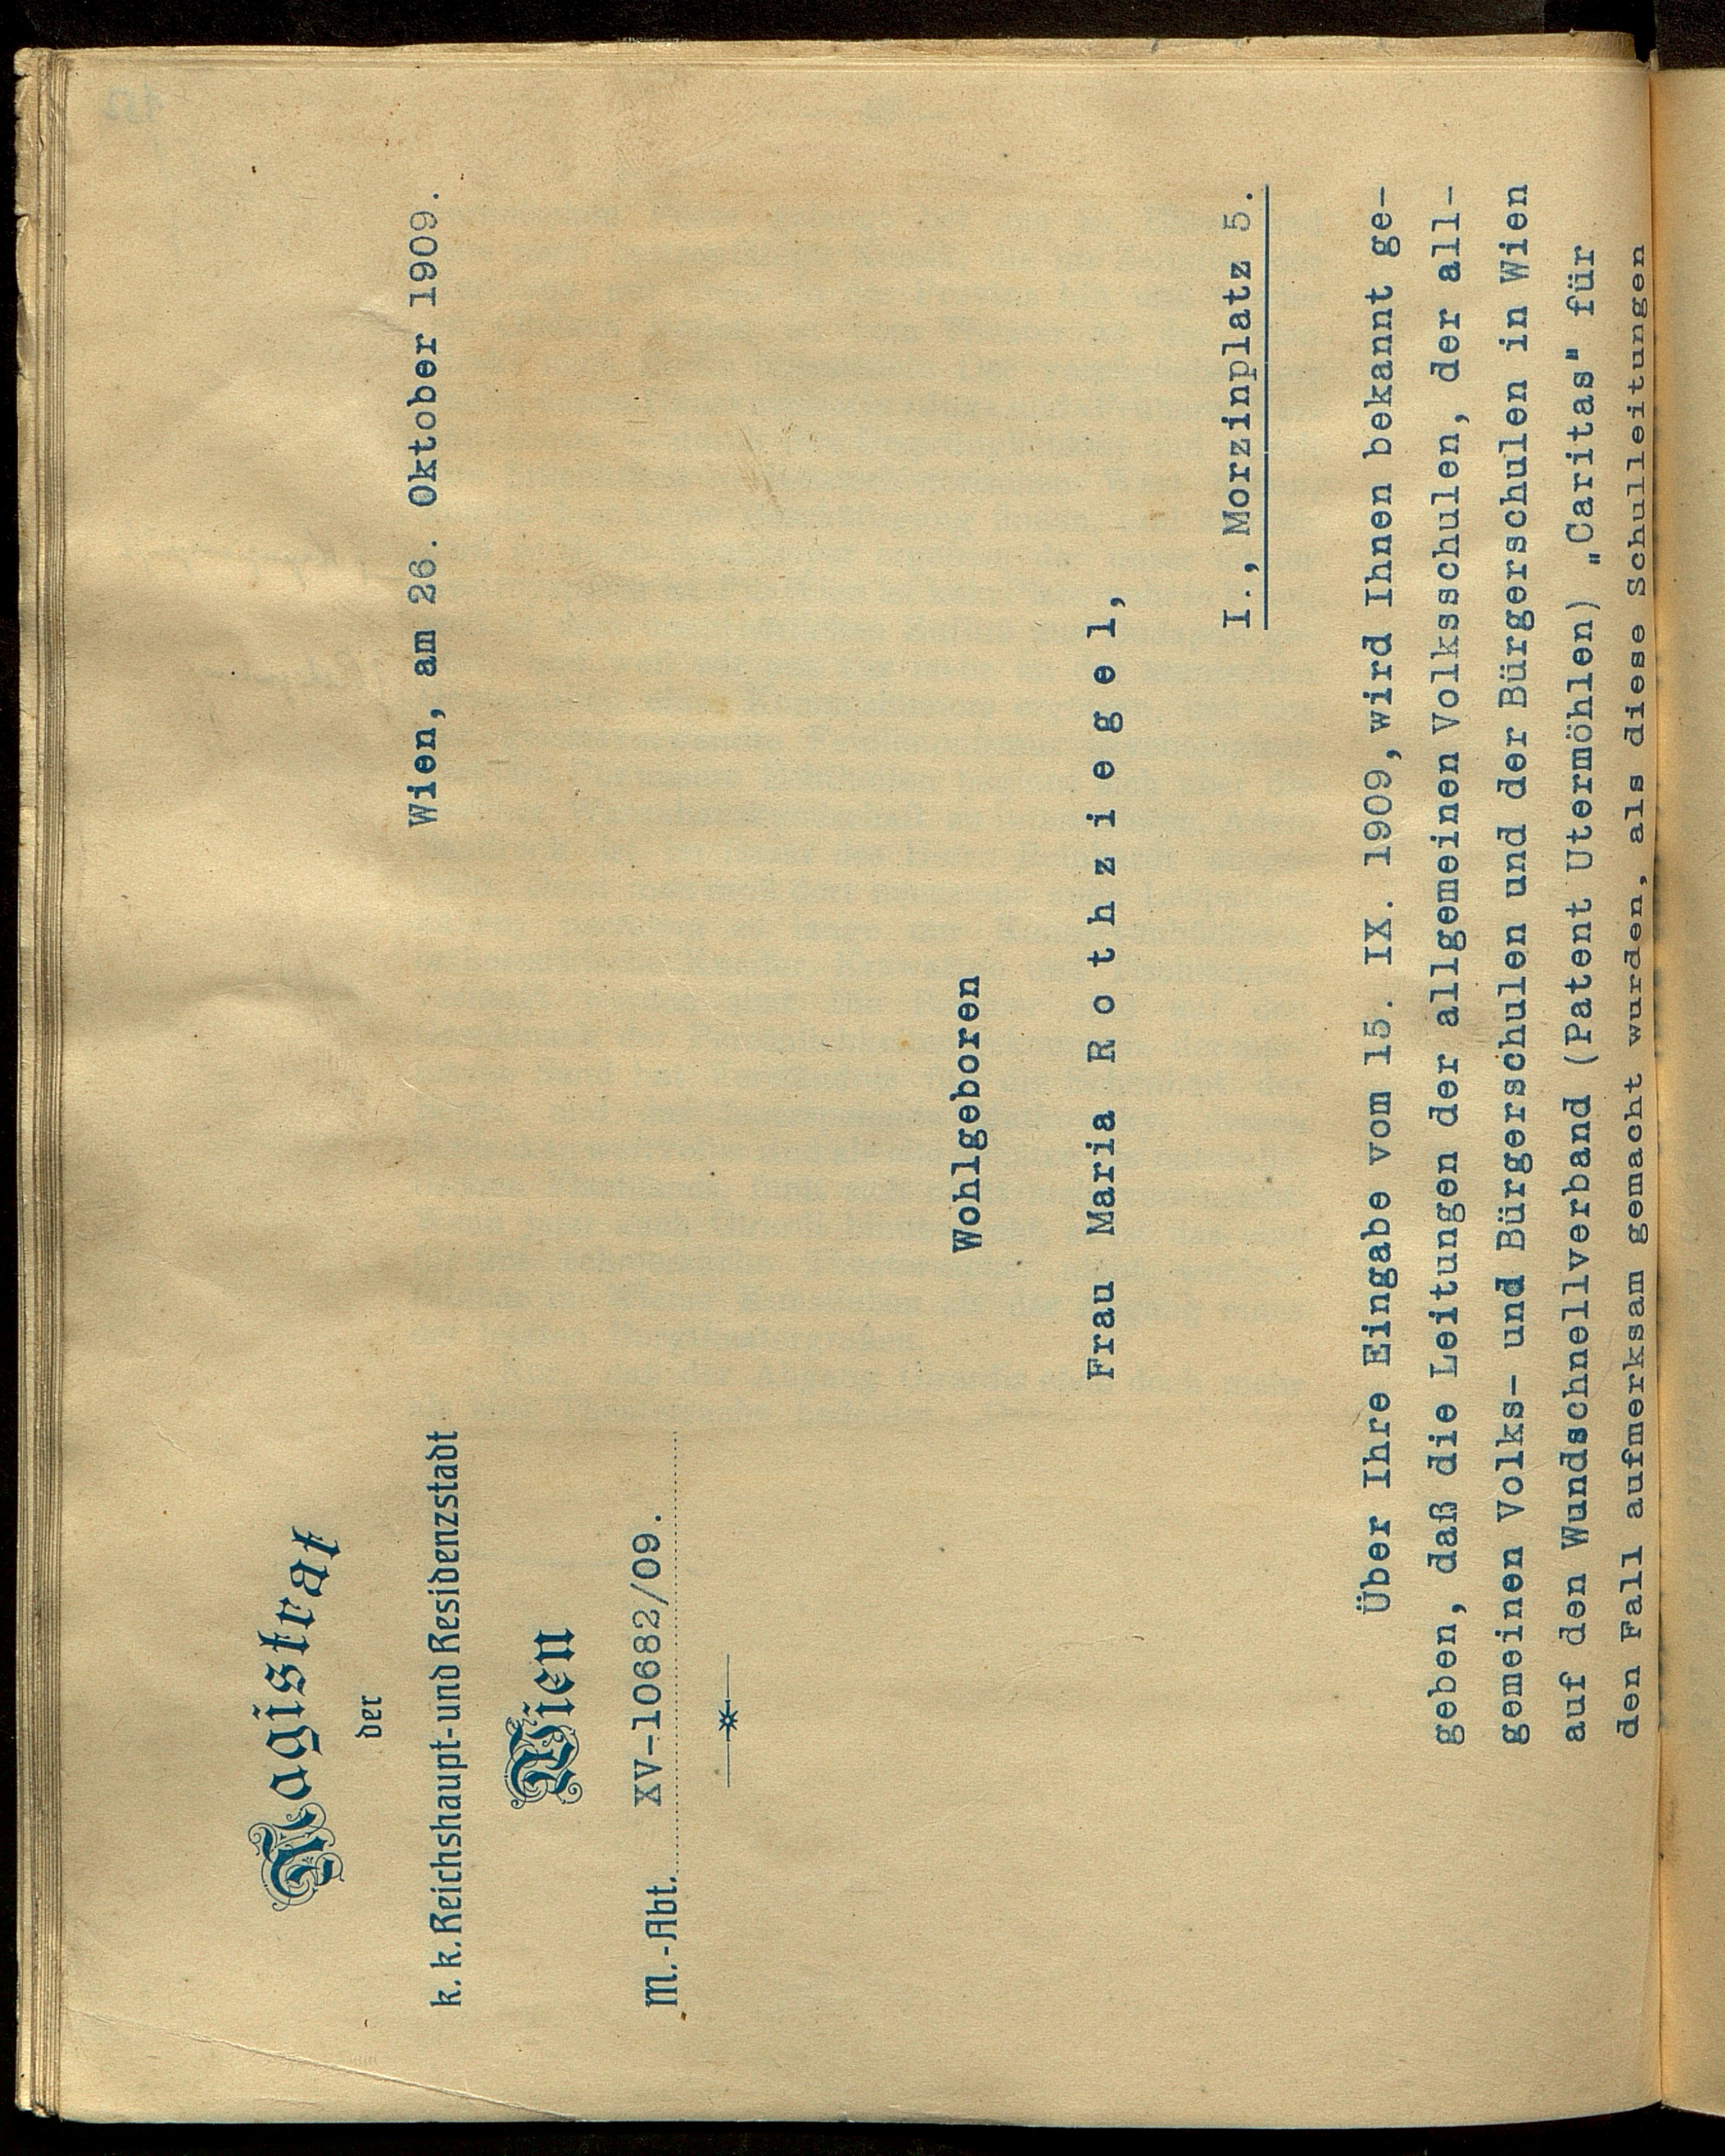 Magistrat
der
k. k. Reichshaupt- und Residenzstadt
Wien
M.-Abt. XV-10682/09.
Wien, am 26. Oktober 1909.
Wohlgeboren
Frau Maria Rothziegel,
I., Morzinplatz 5.
Über Ihre Eingabe vom 15. IX. 1909, wird Ihnen bekannt ge-
geben, daß die Leitungen der allgemeinen Volksschulen, der all-
gemeinen Volks- und Bürgerschulen und der Bürgerschulen in Wien
auf den Wundschnellverband (Patent Utermöhlen) „Caritas" für
den Fall aufmerksam gemacht wurden, als diese Schulleitungen